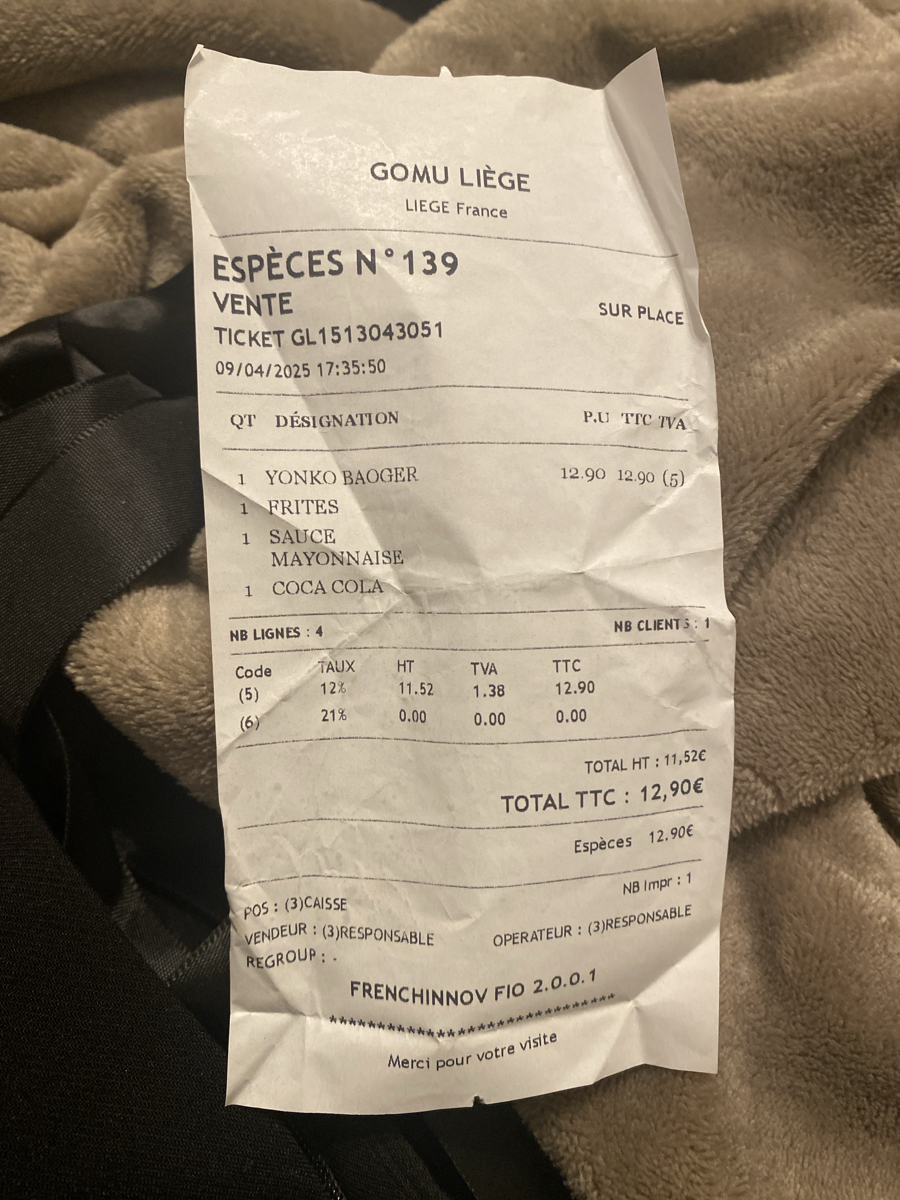 GOMU LIÈGE
LIEGE France
ESPÈCES N°139
VENTE
SUR PLACE
TICKET GL1513043051
09/04/2025 17:35:50
QT DÉSIGNATION P.U TTC TVA
1 YONKO BAOGER 12.90 12.90 (5)
1 FRITES
1 SAUCE
MAYONNAISE
1 COCA COLA
NB LIGNES : 4 NB CLIENTS : 1
Code TAUX HT TVA TTC
(5) 12% 11.52 1.38 12.90
(6) 21% 0.00 0.00 0.00
TOTAL HT : 11,52€
TOTAL TTC : 12,90€
Espèces 12.90€
NB Impr : 1
POS : (3)CAISSE
VENDEUR : (3)RESPONSABLE OPERATEUR : (3)RESPONSABLE
REGROUP : -
FRENCHINNOV FIO 2.0.0.1
******************************
Merci pour votre visite